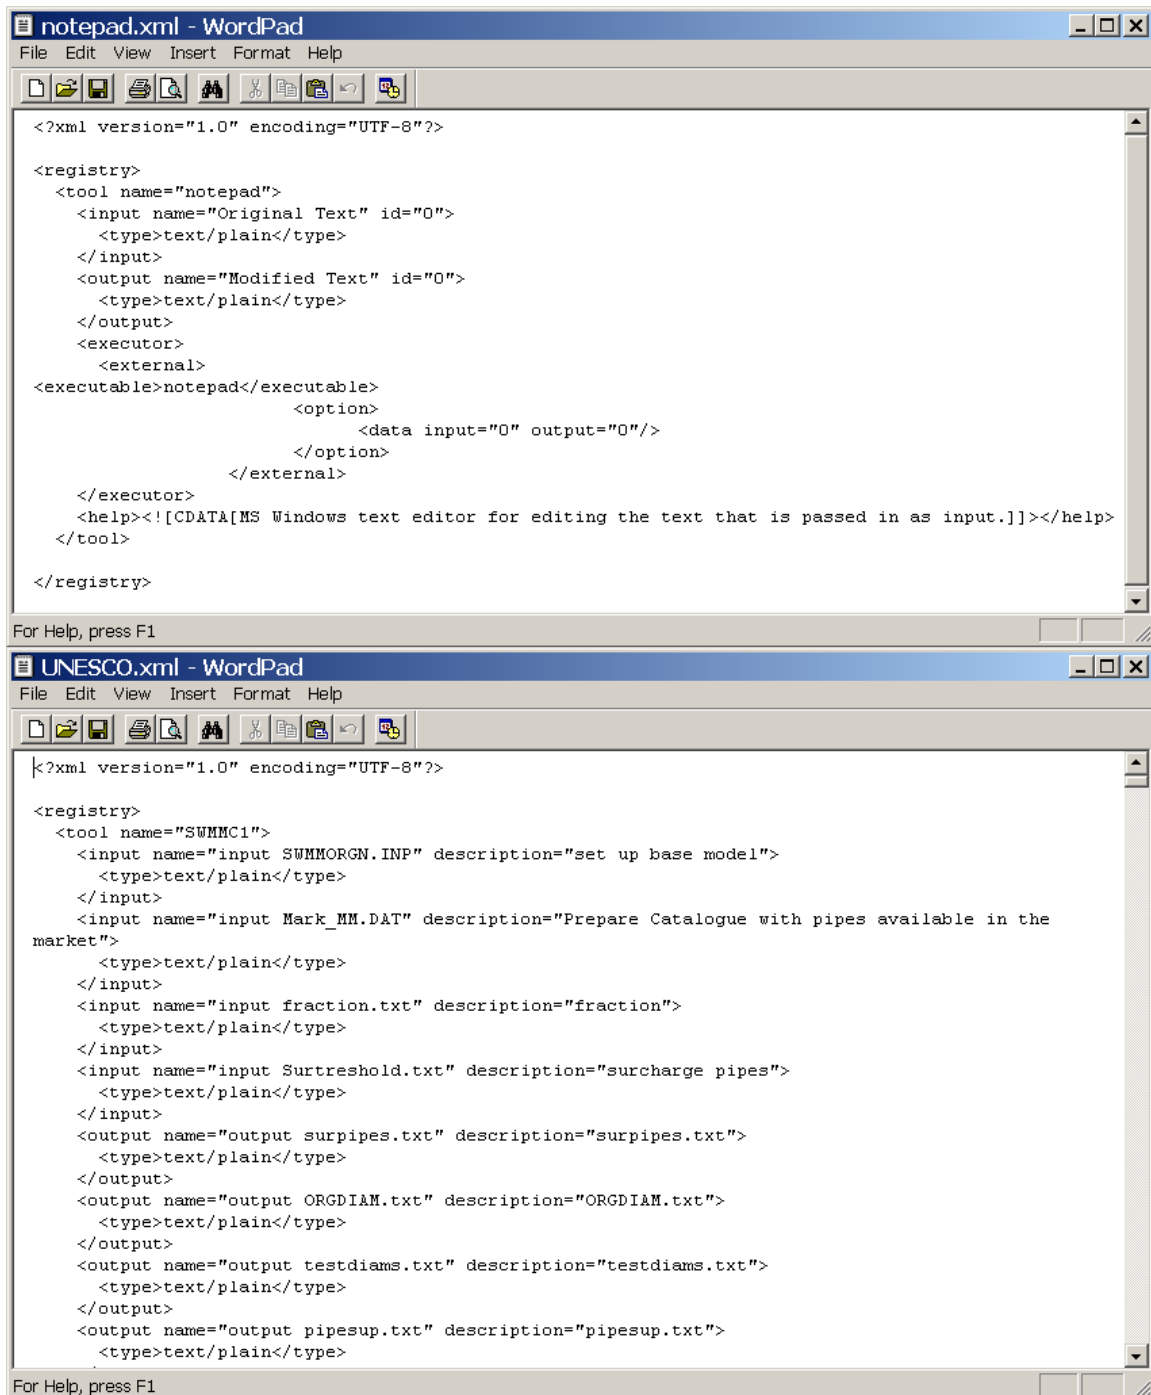 notepad.xml - WordPad
File Edit View Insert Format Help
<?xml version="1.0" encoding="UTF-8"?>
<registry>
<tool name="notepad">
<input name="Original Text" id="0">
<type>text/plain</type>
</input>
<output name="Modified Text" id="0">
<type>text/plain</type>
</output>
<executor>
<external>
<executable>notepad</executable>
<option>
<data input="0" output="0"/>
</option>
</external>
</executor>
<help><![CDATA[MS Windows text editor for editing the text that is passed in as input.]]></help>
</tool>
</registry>
For Help, press F1
UNESCO.xml - WordPad
File Edit View Insert Format Help
<?xml version="1.0" encoding="UTF-8"?>
<registry>
<tool name="SWMMC1">
<input name="input SWMMORGN.INP" description="set up base model">
<type>text/plain</type>
</input>
<input name="input Mark_MM.DAT" description="Prepare Catalogue with pipes available in the
market">
<type>text/plain</type>
</input>
<input name="input fraction.txt" description="fraction">
<type>text/plain</type>
</input>
<input name="input Surtreshold.txt" description="surcharge pipes">
<type>text/plain</type>
</input>
<output name="output surpipes.txt" description="surpipes.txt">
<type>text/plain</type>
</output>
<output name="output ORGDIAM.txt" description="ORGDIAM.txt">
<type>text/plain</type>
</output>
<output name="output testdiams.txt" description="testdiams.txt">
<type>text/plain</type>
</output>
<output name="output pipesup.txt" description="pipesup.txt">
<type>text/plain</type>
For Help, press F1